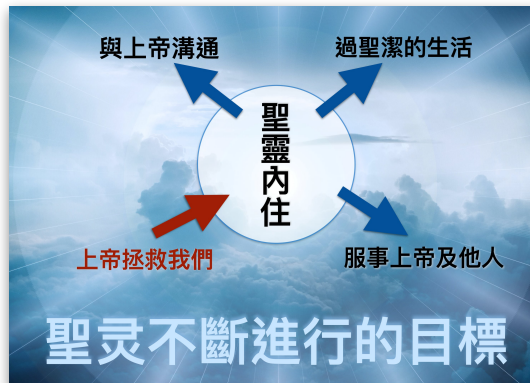 與上帝溝通
過聖潔的生活
聖靈內住
上帝拯救我們
服事上帝及他人
聖灵不斷進行的目標